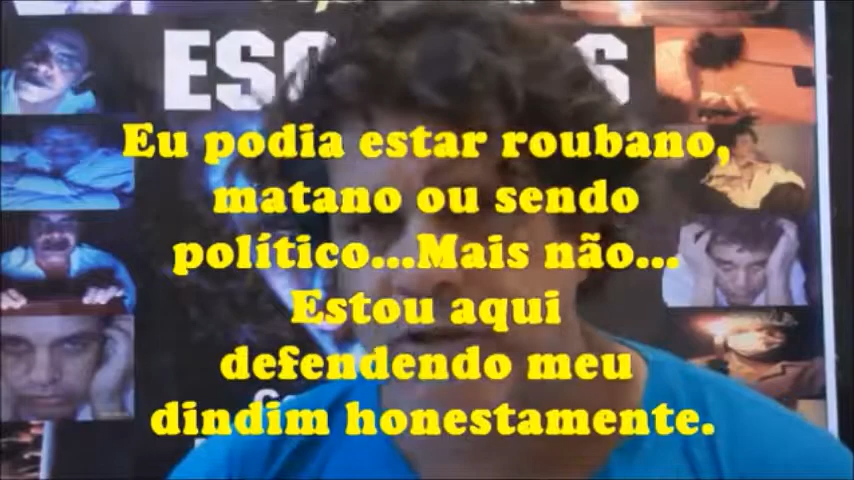 Eu podia estar roubano,
matano ou sendo
político...Mais não...
Estou aqui
defendendo meu
dindim honestamente.